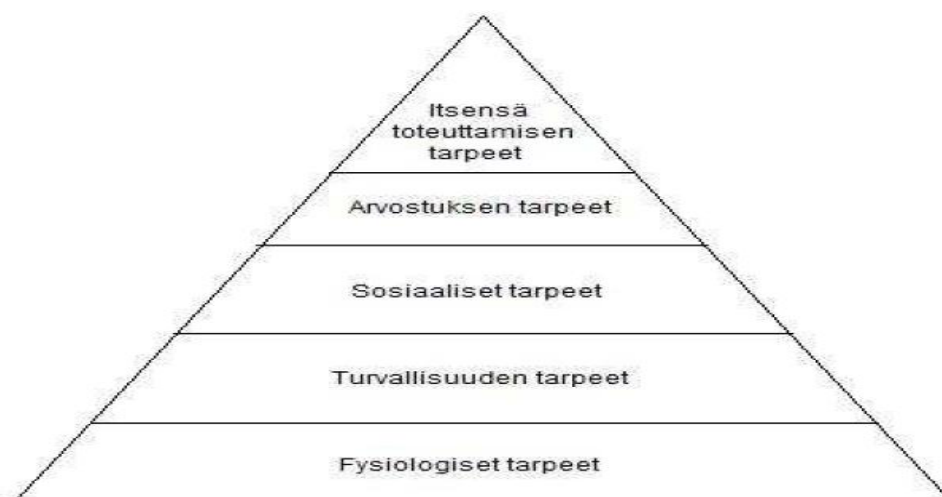 Itsensä
toteuttamisen
tarpeet
Arvostuksen tarpeet
Sosiaaliset tarpeet
Turvallisuuden tarpeet
Fysiologiset tarpeet